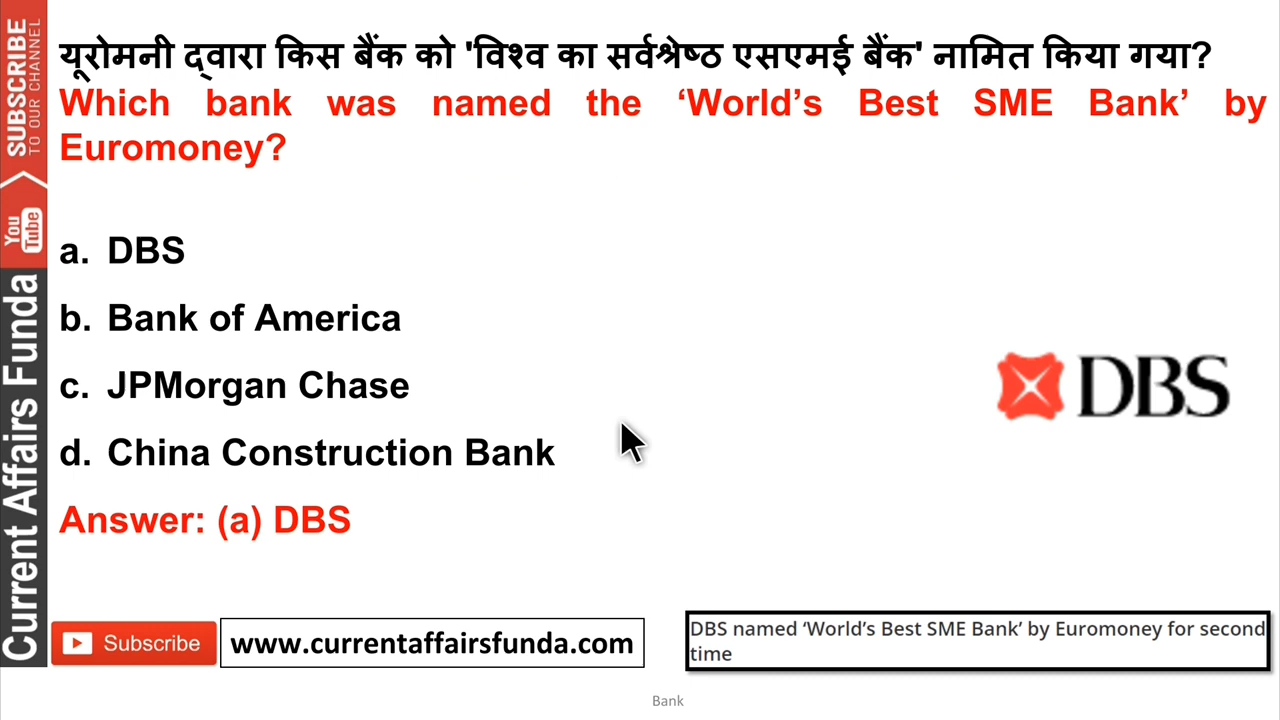 यूरोमनी द्वारा किस बैंक को 'विश्व का सर्वश्रेष्ठ एसएमई बैंक' नामित किया गया?
Which bank was named the ‘World’s Best SME Bank’ by
Euromoney?
a. DBS
b. Bank of America
c. JPMorgan Chase
d. China Construction Bank
Answer: (a) DBS
DBS
SUBSCRIBE
TO OUR CHANNEL
You
Tube
Current Affairs Funda
Subscribe
www.currentaffairsfunda.com
DBS named ‘World’s Best SME Bank’ by Euromoney for second
time
Bank